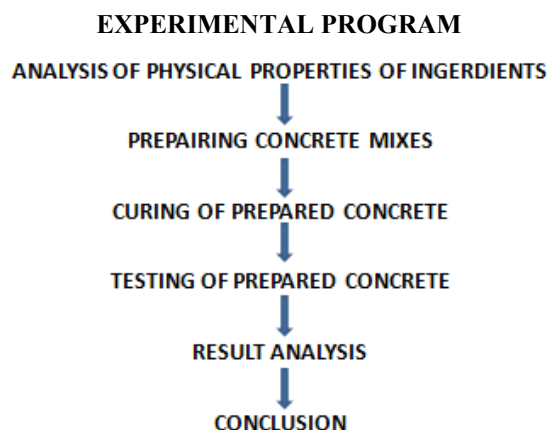 EXPERIMENTAL PROGRAM
ANALYSIS OF PHYSICAL PROPERTIES OF INGERDIENTS
PREPAIRING CONCRETE MIXES
CURING OF PREPARED CONCRETE
TESTING OF PREPARED CONCRETE
RESULT ANALYSIS
CONCLUSION